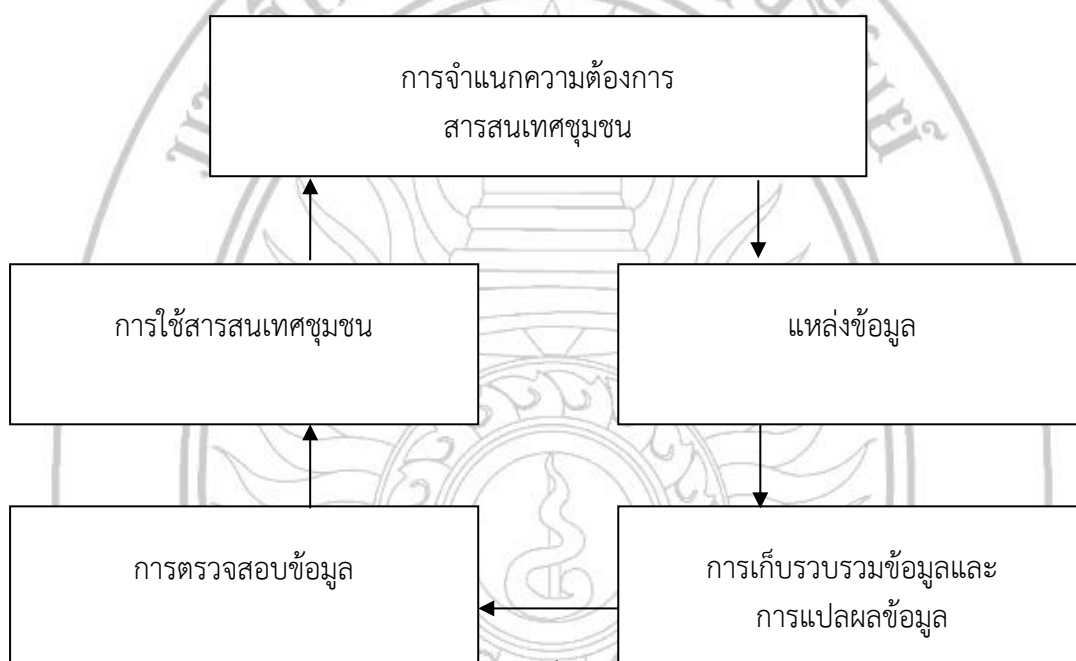 การจำแนกความต้องการ
สารสนเทศชุมชน
การใช้สารสนเทศชุมชน
แหล่งข้อมูล
การตรวจสอบข้อมูล
การเก็บรวบรวมข้อมูลและ
การแปลผลข้อมูล